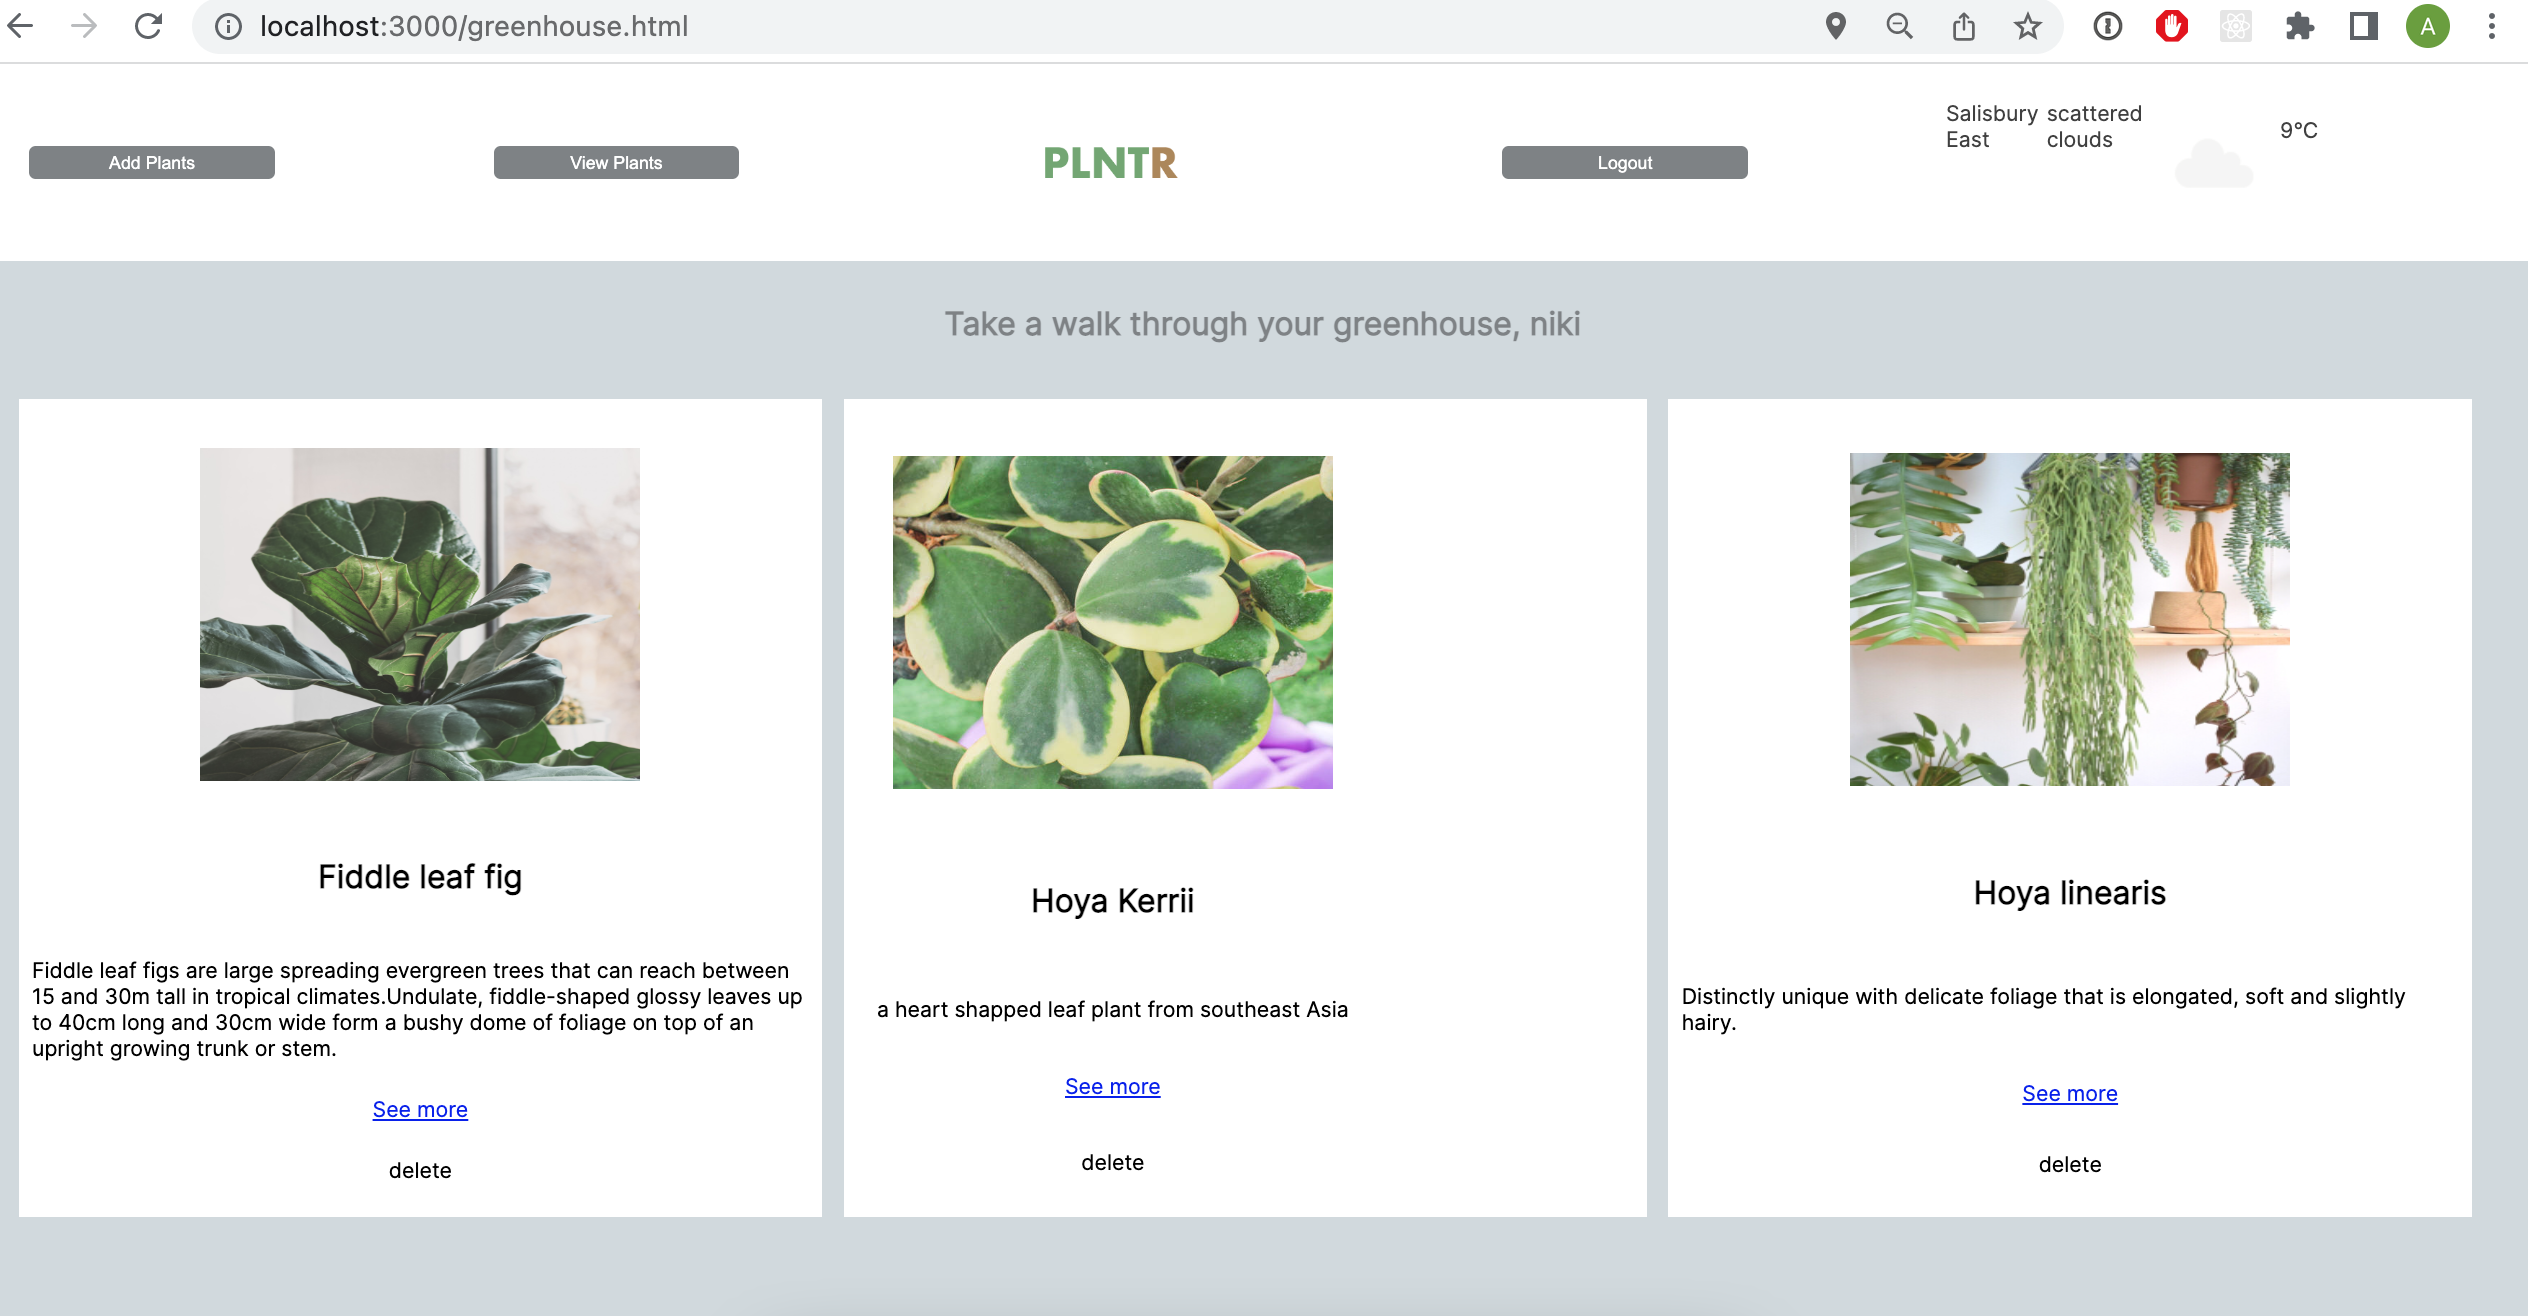 localhost:3000/greenhouse.html
A
Add Plants
View Plants
PLNTR
Logout
Salisbury East
scattered clouds
9°C
Take a walk through your greenhouse, niki
Fiddle leaf fig
Fiddle leaf figs are large spreading evergreen trees that can reach between
15 and 30m tall in tropical climates.Undulate, fiddle-shaped glossy leaves up
to 40cm long and 30cm wide form a bushy dome of foliage on top of an
upright growing trunk or stem.
See more
delete
Hoya Kerrii
a heart shapped leaf plant from southeast Asia
See more
delete
Hoya linearis
Distinctly unique with delicate foliage that is elongated, soft and slightly
hairy.
See more
delete